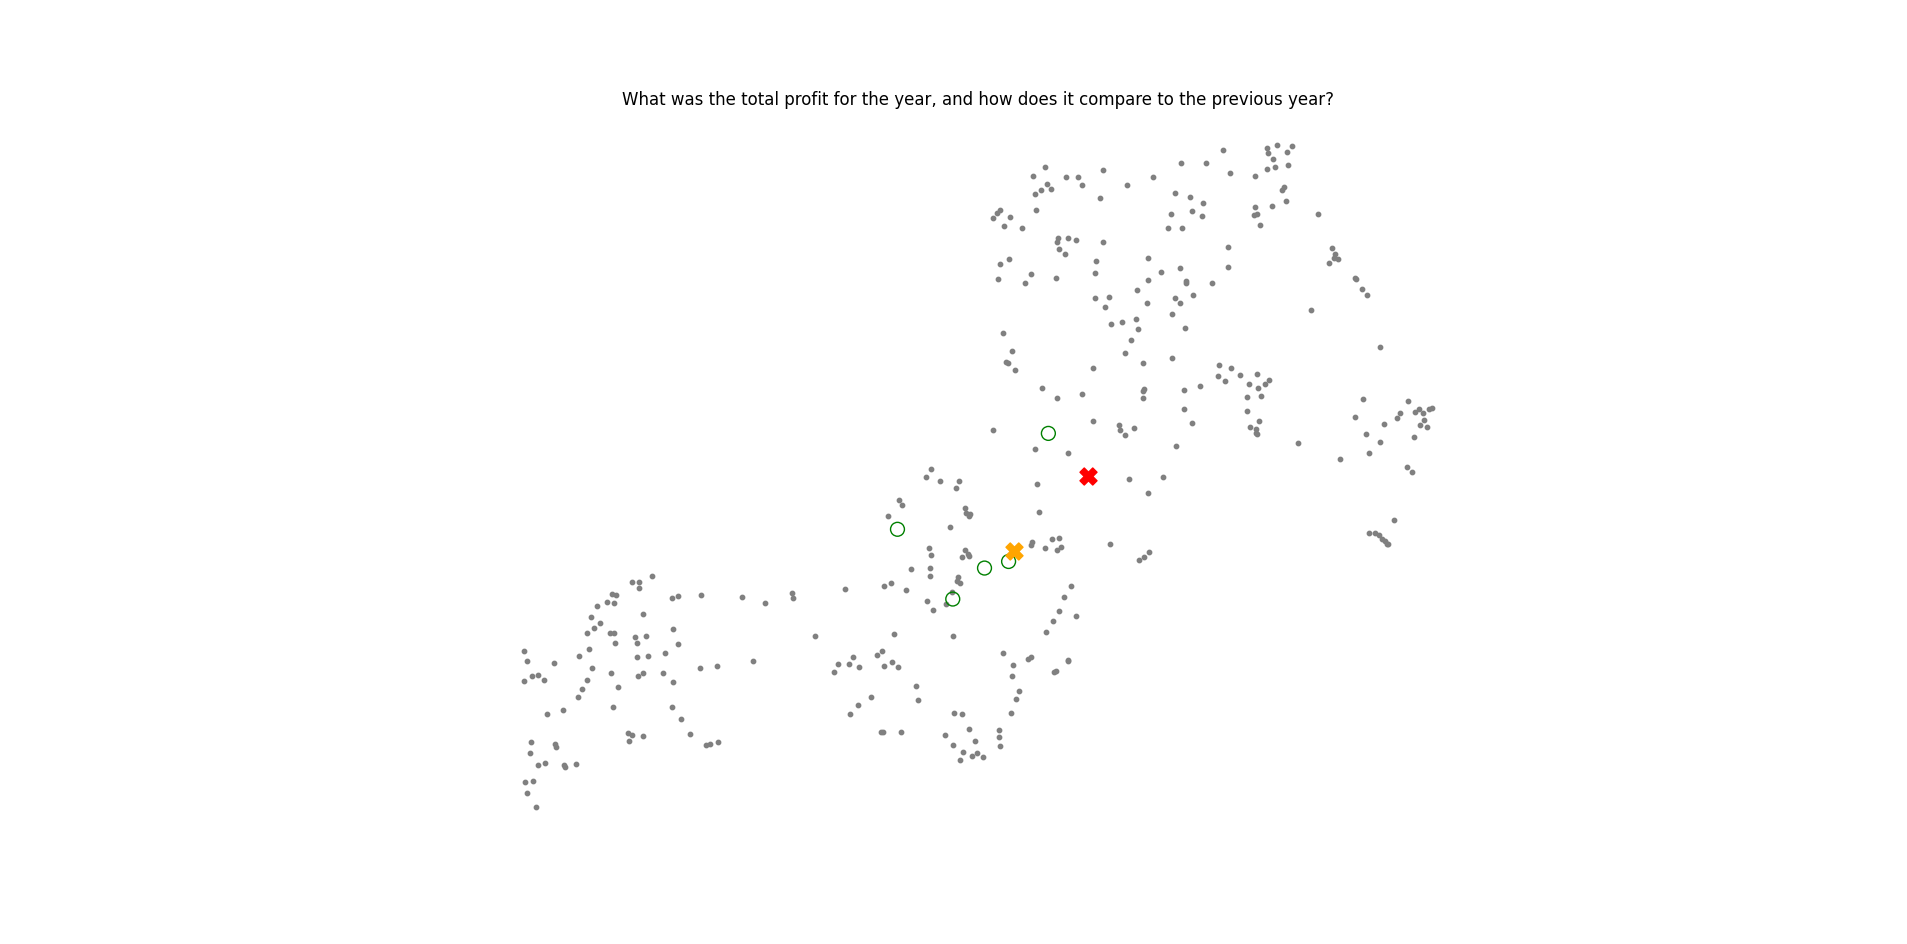 What was the total profit for the year, and how does it compare to the previous year?